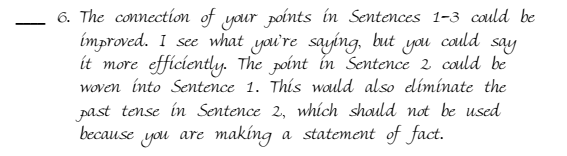 ___ 6. The connection of your points in Sentences 1-3 could be
improved. I see what you're saying, but you could say
it more efficiently. The point in Sentence 2 could be
woven into Sentence 1. This would also eliminate the
past tense in Sentence 2, which should not be used
because you are making a statement of fact.